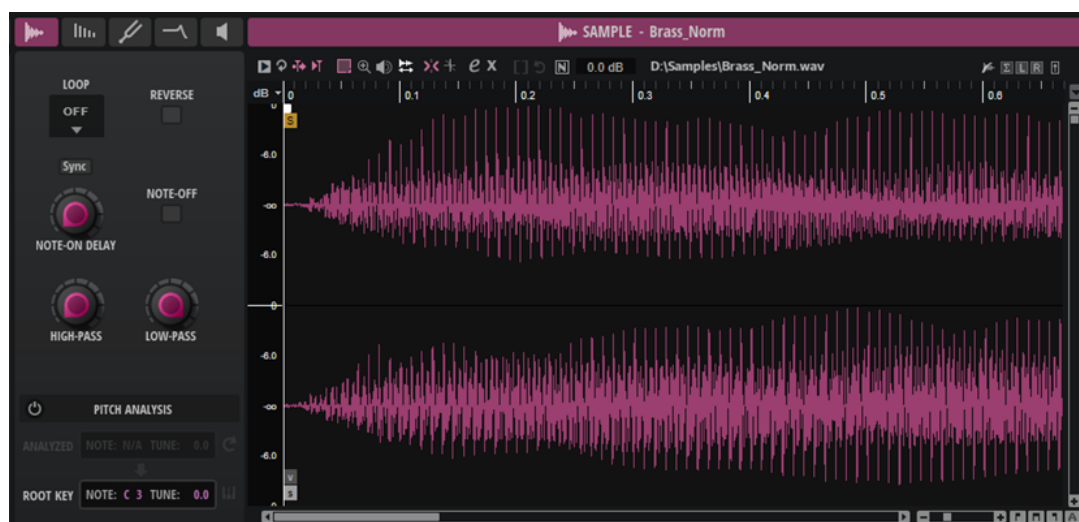 SAMPLE - Brass_Norm
LOOP
OFF
REVERSE
Sync
NOTE-OFF
NOTE-ON DELAY
HIGH-PASS
LOW-PASS
PITCH ANALYSIS
ANALYZED NOTE: N/A TUNE: 0.0
ROOT KEY NOTE: C 3 TUNE: 0.0
e X N 0.0 dB D:\Samples\Brass_Norm.wav Σ L R
dB 0 0.1 0.2 0.3 0.4 0.5 0.6
0
S
-6.0
-∞
-6.0
0
-6.0
-∞
-6.0
V
S
0
A